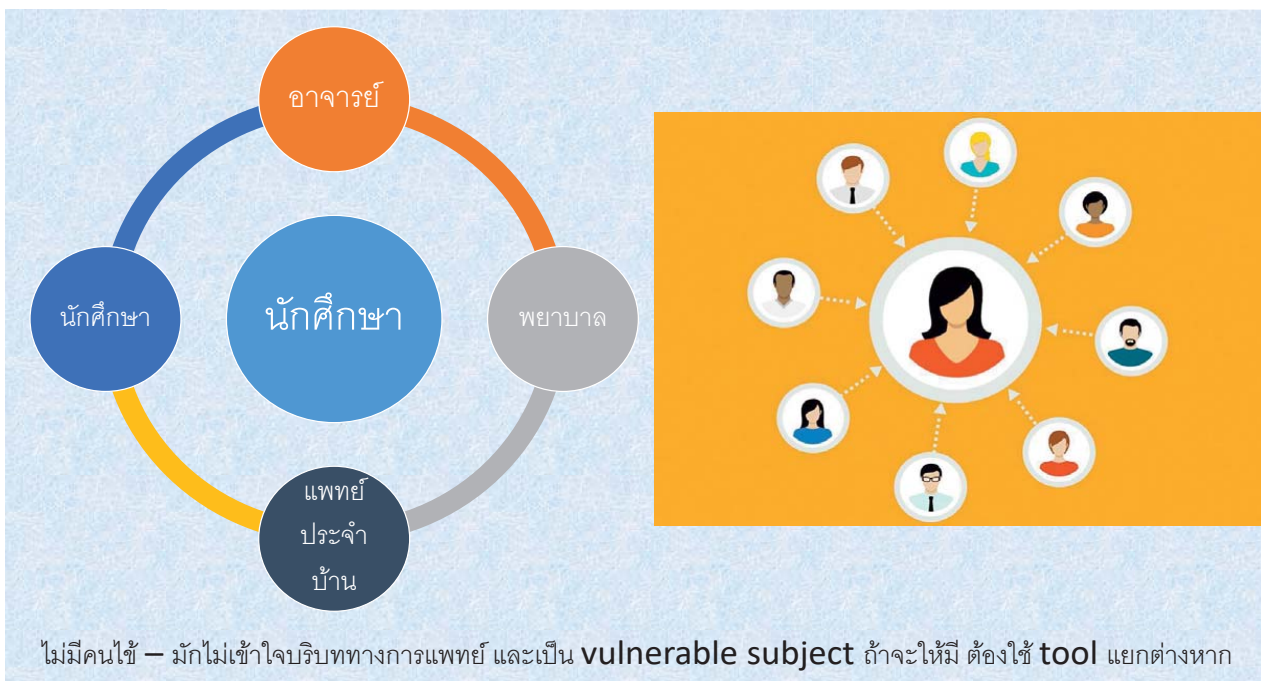 อาจารย์
นักศึกษา
นักศึกษา
พยาบาล
แพทย์
ประจำ
บ้าน
ไม่มีคนไข้ – มักไม่เข้าใจบริบททางการแพทย์ และเป็น vulnerable subject ถ้าจะให้มี ต้องใช้ tool แยกต่างหาก